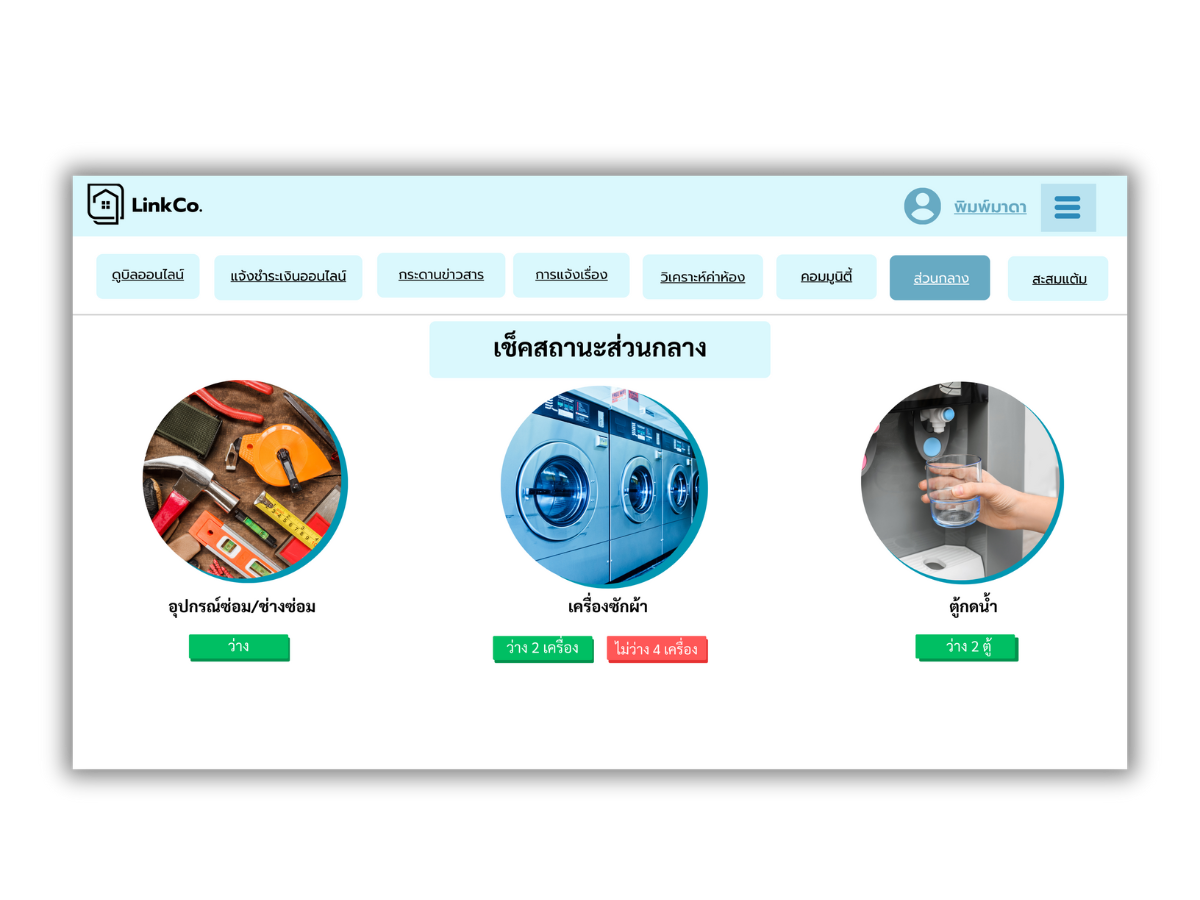 LinkCo.
พิมพ์มาดา
ดูบิลออนไลน์
แจ้งชำระเงินออนไลน์
กระดานข่าวสาร
การแจ้งเรื่อง
วิเคราะห์ค่าห้อง
คอมมูนิตี้
ส่วนกลาง
สะสมแต้ม
เช็คสถานะส่วนกลาง
อุปกรณ์ซ่อม/ช่างซ่อม
เครื่องซักผ้า
ตู้กดน้ำ
ว่าง
ว่าง 2 เครื่อง
ไม่ว่าง 4 เครื่อง
ว่าง 2 ตู้